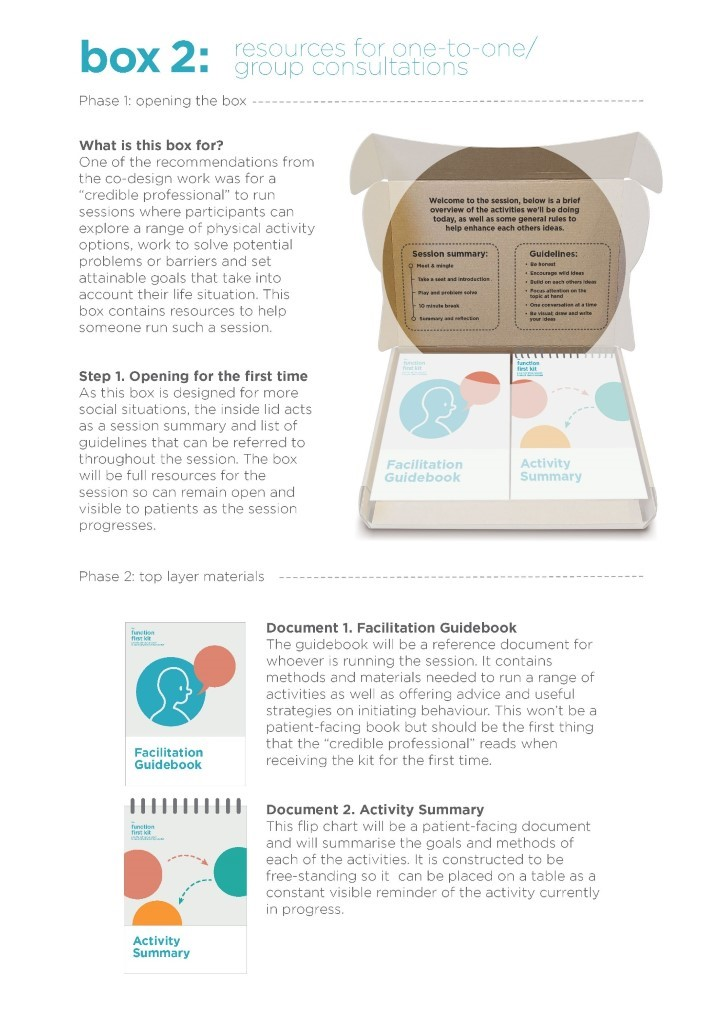 box 2:
resources for one-to-one/
group consultations
Phase 1: opening the box
What is this box for?
One of the recommendations from
the co-design work was for a
“credible professional” to run
sessions where participants can
explore a range of physical activity
options, work to solve potential
problems or barriers and set
attainable goals that take into
account their life situation. This
box contains resources to help
someone run such a session.
Step 1. Opening for the first time
As this box is designed for more
social situations, the inside lid acts
as a session summary and list of
guidelines that can be referred to
throughout the session. The box
will be full resources for the
session so can remain open and
visible to patients as the session
progresses.
Welcome to the session, below is a brief
overview of the activities we'll be doing
today, as well as some general rules to
help enhance each others ideas.
Session summary:
Meet & mingle
Take a seat and introduction
Play and problem solve
10 minute break
Summary and reflection
Guidelines:
• Be honest
• Encourage wild ideas
• Build on each others ideas
• Focus attention on the
topic at hand
• One conversation at a time
• Be visual, draw and write
your ideas
function
first kit
Facilitation
Guidebook
function
first kit
Activity
Summary
Phase 2: top layer materials
function
first kit
Facilitation
Guidebook
Document 1. Facilitation Guidebook
The guidebook will be a reference document for
whoever is running the session. It contains
methods and materials needed to run a range of
activities as well as offering advice and useful
strategies on initiating behaviour. This won’t be a
patient-facing book but should be the first thing
that the “credible professional” reads when
receiving the kit for the first time.
function
first kit
Activity
Summary
Document 2. Activity Summary
This flip chart will be a patient-facing document
and will summarise the goals and methods of
each of the activities. It is constructed to be
free-standing so it can be placed on a table as a
constant visible reminder of the activity currently
in progress.